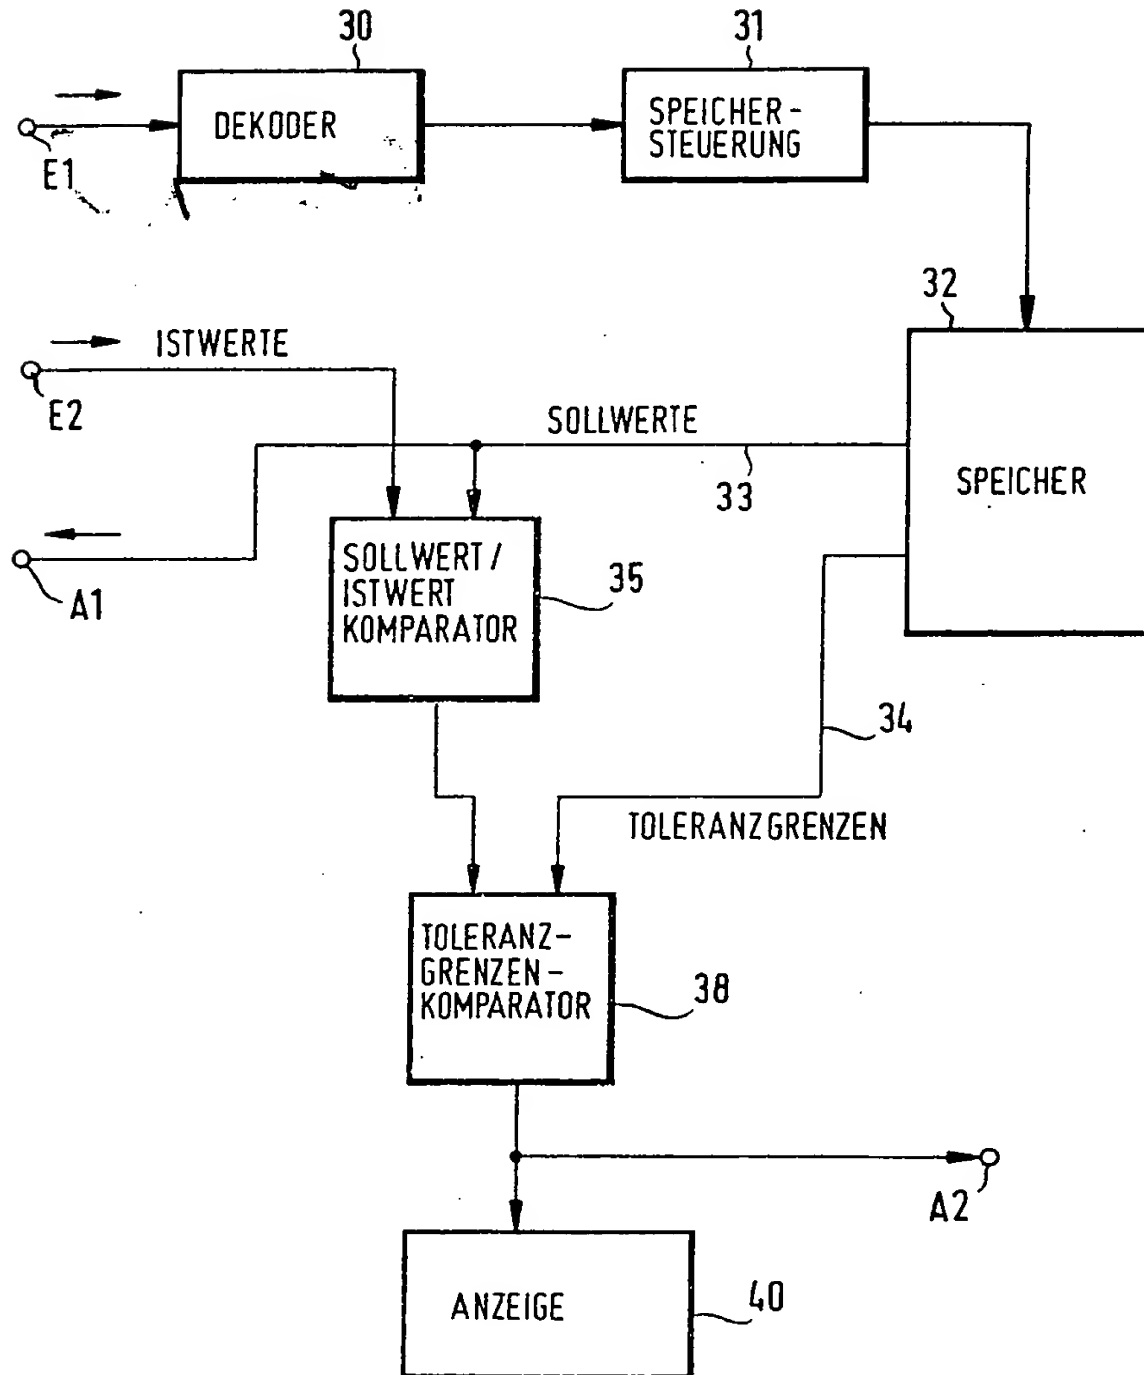 30
31
DEKODER
SPEICHER-
STEUERUNG
E1
32
ISTWERTE
E2
SOLLWERTE
33
SPEICHER
A1
SOLLWERT/
ISTWERT
KOMPARATOR
35
34
TOLERANZGRENZEN
TOLERANZ-
GRENZEN-
KOMPARATOR
38
A2
ANZEIGE
40